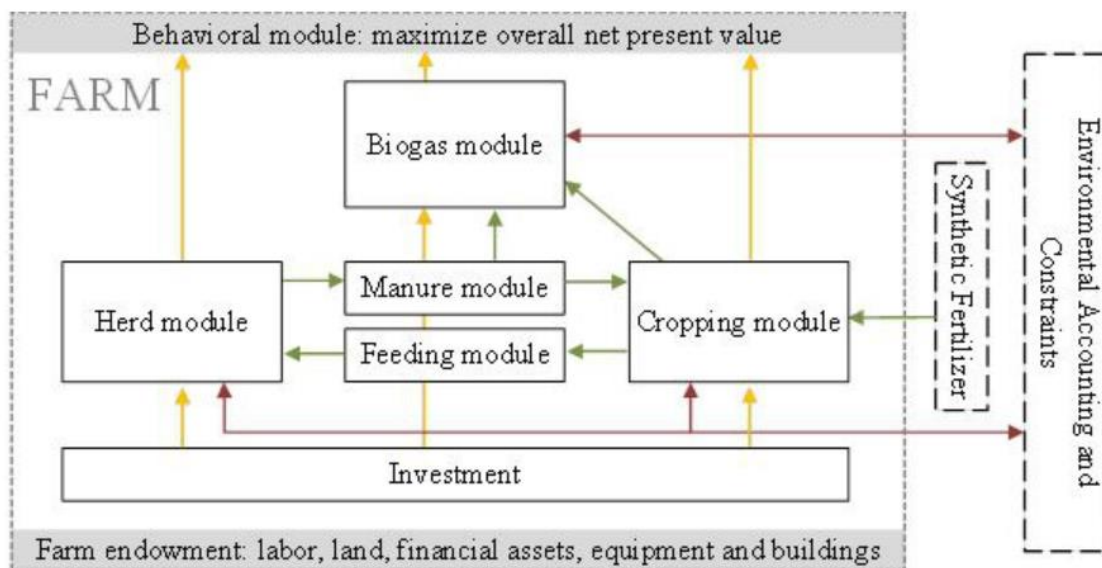 Behavioral module: maximize overall net present value
FARM
Biogas module
Herd module
Manure module
Feeding module
Cropping module
Synthetic Fertilizer
Environmental Accounting and
Constraints
Investment
Farm endowment: labor, land, financial assets, equipment and buildings